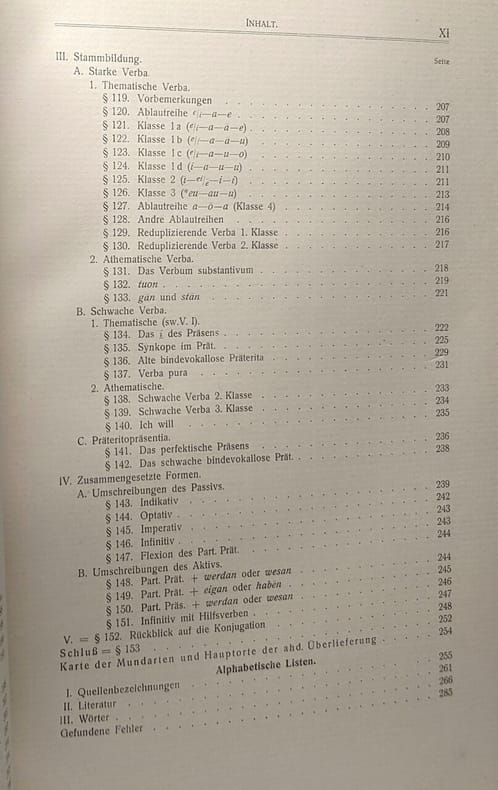 INHALT.
XI
Seite
III. Stammbildung.
A. Starke Verba.
1. Thematische Verba.
§ 119. Vorbemerkungen . . . . . 207
§ 120. Ablautreihe e/i—a—e . . . . . 207
§ 121. Klasse 1a (e/i—a—a—e) . . . . . 208
§ 122. Klasse 1b (e/i—a—a—u) . . . . . 209
§ 123. Klasse 1c (e/i—a—u—o) . . . . . 210
§ 124. Klasse 1d (i—a—u—u) . . . . . 211
§ 125. Klasse 2 (i—ei/e—i—i) . . . . . 211
§ 126. Klasse 3 (*eu—au—u) . . . . . 213
§ 127. Ablautreihe a—ō—a (Klasse 4) . . . . . 214
§ 128. Andre Ablautreihen . . . . . 216
§ 129. Reduplizierende Verba 1. Klasse . . . . . 216
§ 130. Reduplizierende Verba 2. Klasse . . . . . 217
2. Athematische Verba.
§ 131. Das Verbum substantivum . . . . . 218
§ 132. tuon . . . . . 219
§ 133. gān und stān . . . . . 221
B. Schwache Verba.
1. Thematische (sw.V. I).
§ 134. Das i̯ des Präsens . . . . . 222
§ 135. Synkope im Prät. . . . . . 225
§ 136. Alte bindevokallose Präterita . . . . . 229
§ 137. Verba pura . . . . . 231
2. Athematische.
§ 138. Schwache Verba 2. Klasse . . . . . 233
§ 139. Schwache Verba 3. Klasse . . . . . 234
§ 140. Ich will . . . . . 235
C. Präteritopräsentia.
§ 141. Das perfektische Präsens . . . . . 236
§ 142. Das schwache bindevokallose Prät. . . . . . 238
IV. Zusammengesetzte Formen.
A. Umschreibungen des Passivs.
§ 143. Indikativ . . . . . 239
§ 144. Optativ . . . . . 242
§ 145. Imperativ . . . . . 243
§ 146. Infinitiv . . . . . 243
§ 147. Flexion des Part. Prät. . . . . . 244
B. Umschreibungen des Aktivs.
§ 148. Part. Prät. + werdan oder wesan . . . . . 244
§ 149. Part. Prät. + eigan oder haben . . . . . 245
§ 150. Part. Präs. + werdan oder wesan . . . . . 246
§ 151. Infinitiv mit Hilfsverben . . . . . 247
V. = § 152. Rückblick auf die Konjugation . . . . . 248
Schluß = § 153 . . . . . 252
Karte der Mundarten und Hauptorte der ahd. Überlieferung . . . . . 254
Alphabetische Listen.
I. Quellenbezeichnungen . . . . . 255
II. Literatur . . . . . 261
III. Wörter . . . . . 266
Gefundene Fehler . . . . . 285